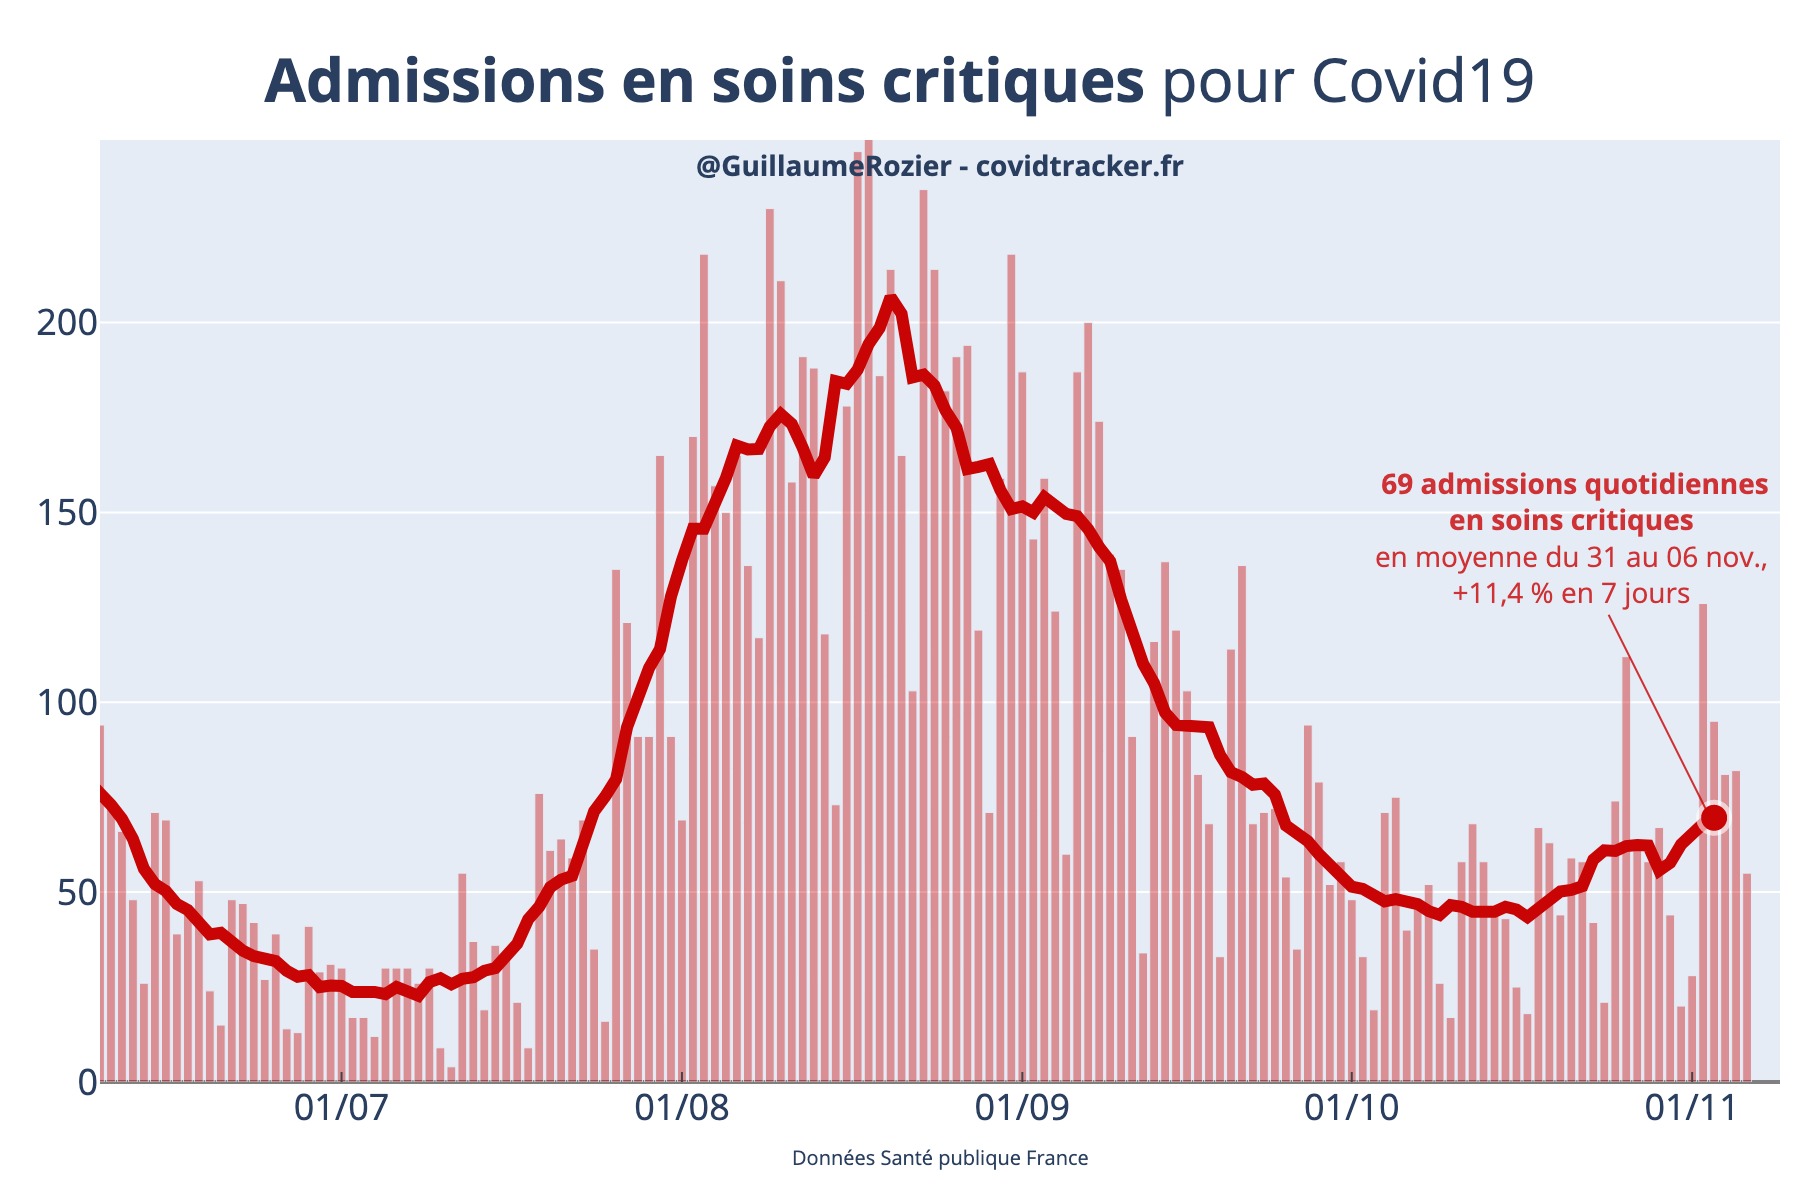 Admissions en soins critiques pour Covid19
@GuillaumeRozier - covidtracker.fr
200
150
100
50
0
69 admissions quotidiennes
en soins critiques
en moyenne du 31 au 06 nov.,
+11,4 % en 7 jours
01/07
01/08
01/09
01/10
01/11
Données Santé publique France